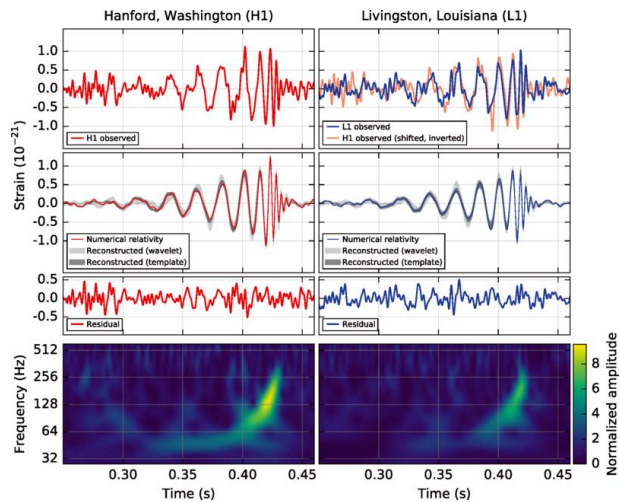 Hanford, Washington (H1)
Livingston, Louisiana (L1)
Strain (10⁻²¹)
1.0
0.5
0.0
-0.5
-1.0
H1 observed
L1 observed
H1 observed (shifted, inverted)
1.0
0.5
0.0
-0.5
-1.0
Numerical relativity
Reconstructed (wavelet)
Reconstructed (template)
Numerical relativity
Reconstructed (wavelet)
Reconstructed (template)
0.5
0.0
-0.5
Residual
Residual
Frequency (Hz)
512
256
128
64
32
0.30
0.35
0.40
0.45
Time (s)
0.30
0.35
0.40
0.45
Time (s)
8
6
4
2
0
Normalized amplitude